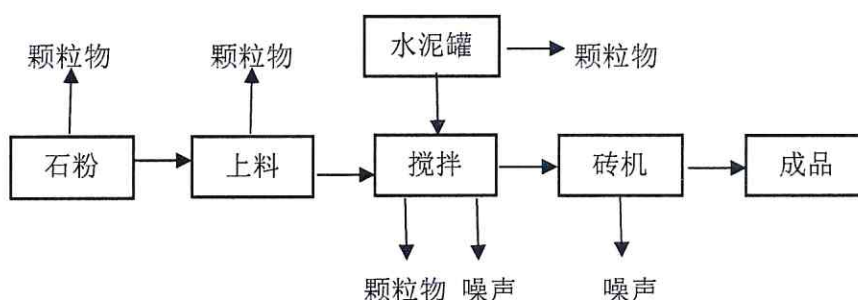 颗粒物 颗粒物 水泥罐 颗粒物
石粉 上料 搅拌 砖机 成品
颗粒物 噪声 噪声